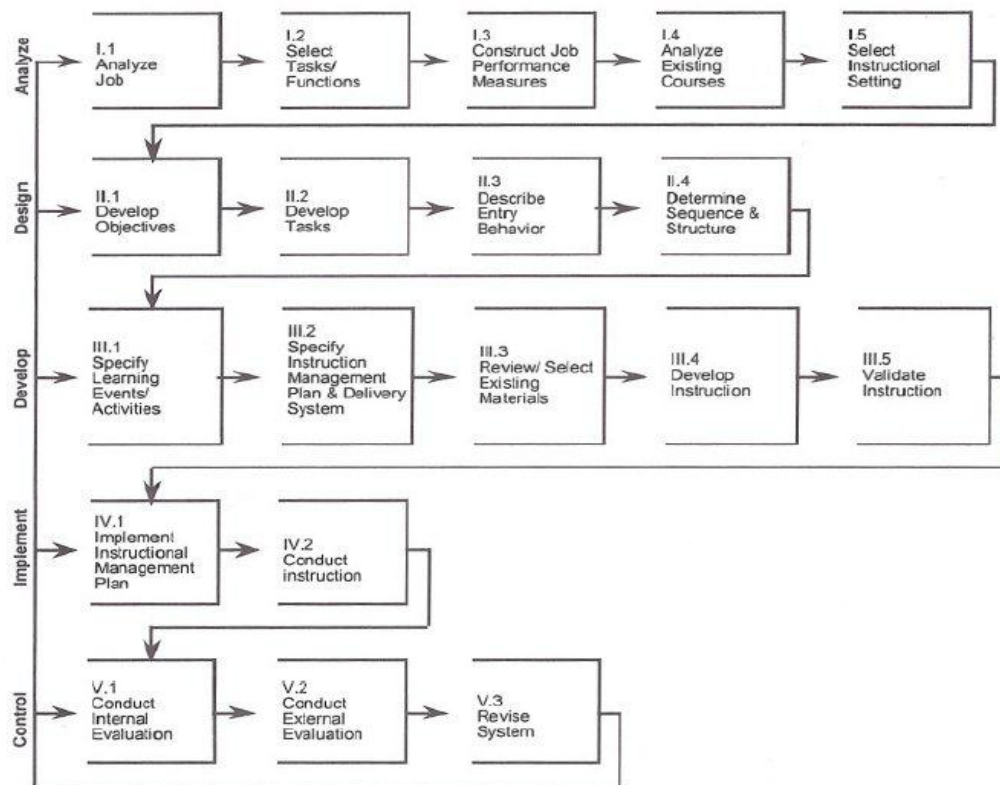 Analyze
I.1
Analyze
Job
I.2
Select
Tasks/
Functions
I.3
Construct Job
Performance
Measures
I.4
Analyze
Existing
Courses
I.5
Select
Instructional
Setting
Design
II.1
Develop
Objectives
II.2
Develop
Tasks
II.3
Describe
Entry
Behavior
II.4
Determine
Sequence &
Structure
Develop
III.1
Specify
Learning
Events/
Activities
III.2
Specify
Instruction
Management
Plan & Delivery
System
III.3
Review/ Select
Existing
Materials
III.4
Develop
Instruction
III.5
Validate
Instruction
Implement
IV.1
Implement
Instructional
Management
Plan
IV.2
Conduct
instruction
Control
V.1
Conduct
Internal
Evaluation
V.2
Conduct
External
Evaluation
V.3
Revise
System